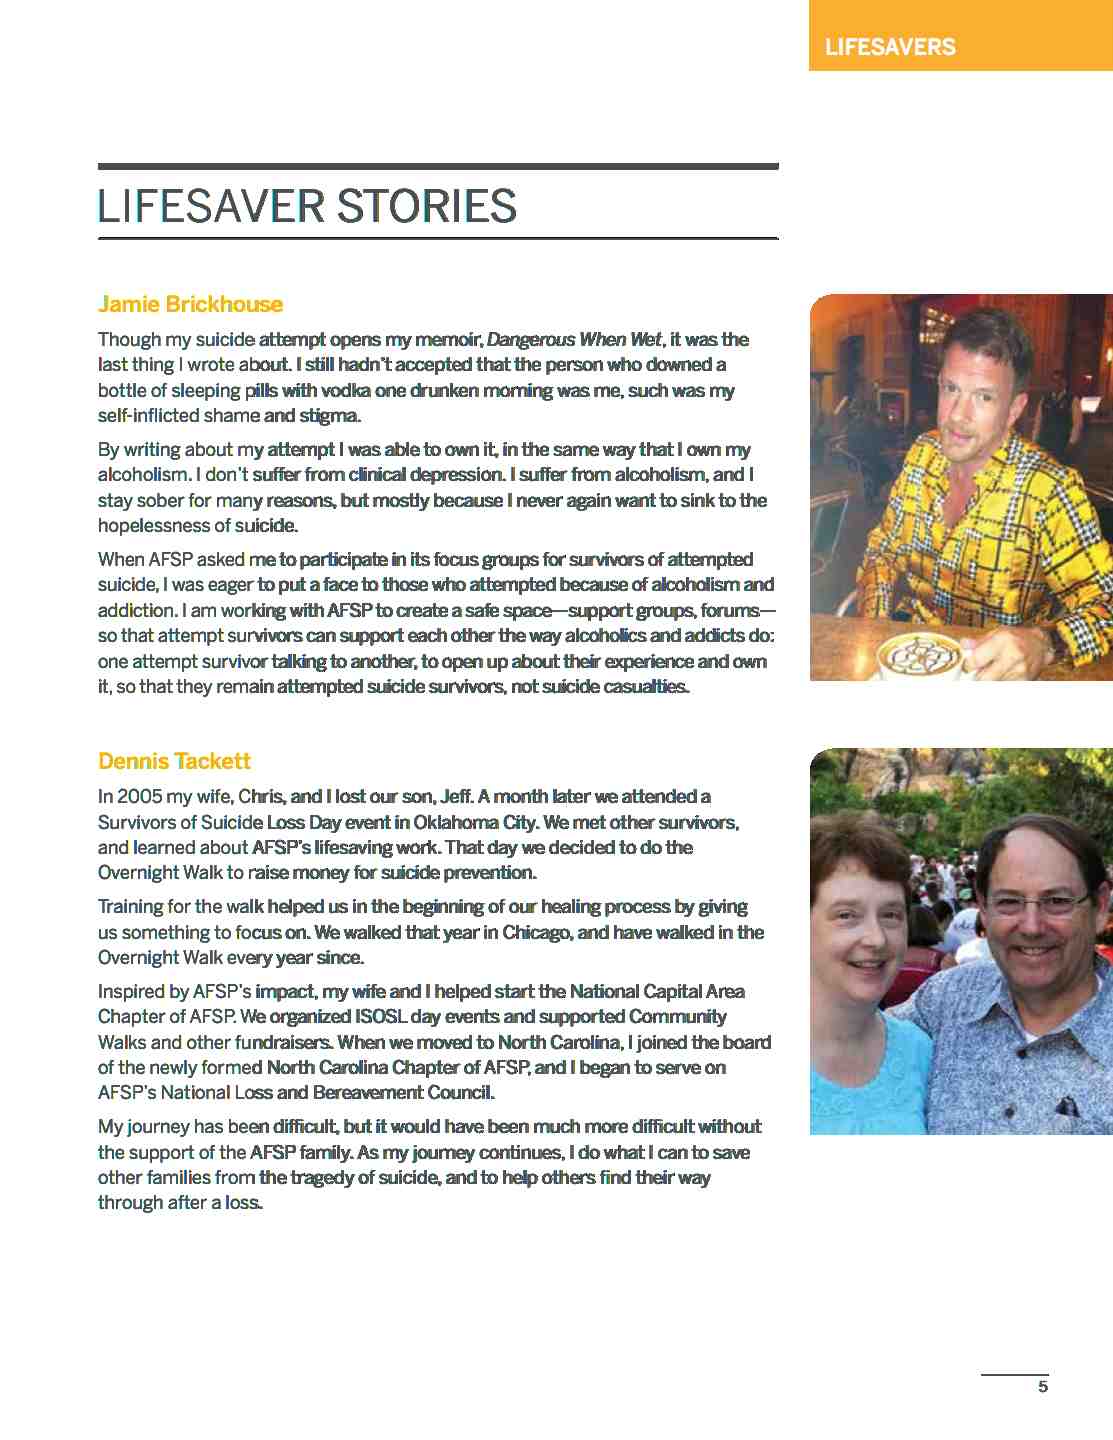 LIFESAVERS
LIFESAVER STORIES
Jamie Brickhouse
Though my suicide attempt opens my memoir, Dangerous When Wet, it was the
last thing I wrote about. I still hadn't accepted that the person who downed a
bottle of sleeping pills with vodka one drunken morning was me, such was my
self-inflicted shame and stigma.
By writing about my attempt I was able to own it, in the same way that I own my
alcoholism. I don't suffer from clinical depression. I suffer from alcoholism, and I
stay sober for many reasons, but mostly because I never again want to sink to the
hopelessness of suicide.
When AFSP asked me to participate in its focus groups for survivors of attempted
suicide, I was eager to put a face to those who attempted because of alcoholism and
addiction. I am working with AFSP to create a safe space—support groups, forums—
so that attempt survivors can support each other the way alcoholics and addicts do:
one attempt survivor talking to another, to open up about their experience and own
it, so that they remain attempted suicide survivors, not suicide casualties.
Dennis Tackett
In 2005 my wife, Chris, and I lost our son, Jeff. A month later we attended a
Survivors of Suicide Loss Day event in Oklahoma City. We met other survivors,
and learned about AFSP's lifesaving work. That day we decided to do the
Overnight Walk to raise money for suicide prevention.
Training for the walk helped us in the beginning of our healing process by giving
us something to focus on. We walked that year in Chicago, and have walked in the
Overnight Walk every year since.
Inspired by AFSP's impact, my wife and I helped start the National Capital Area
Chapter of AFSP. We organized ISOSL day events and supported Community
Walks and other fundraisers. When we moved to North Carolina, I joined the board
of the newly formed North Carolina Chapter of AFSP, and I began to serve on
AFSP's National Loss and Bereavement Council.
My journey has been difficult, but it would have been much more difficult without
the support of the AFSP family. As my journey continues, I do what I can to save
other families from the tragedy of suicide, and to help others find their way
through after a loss.
5